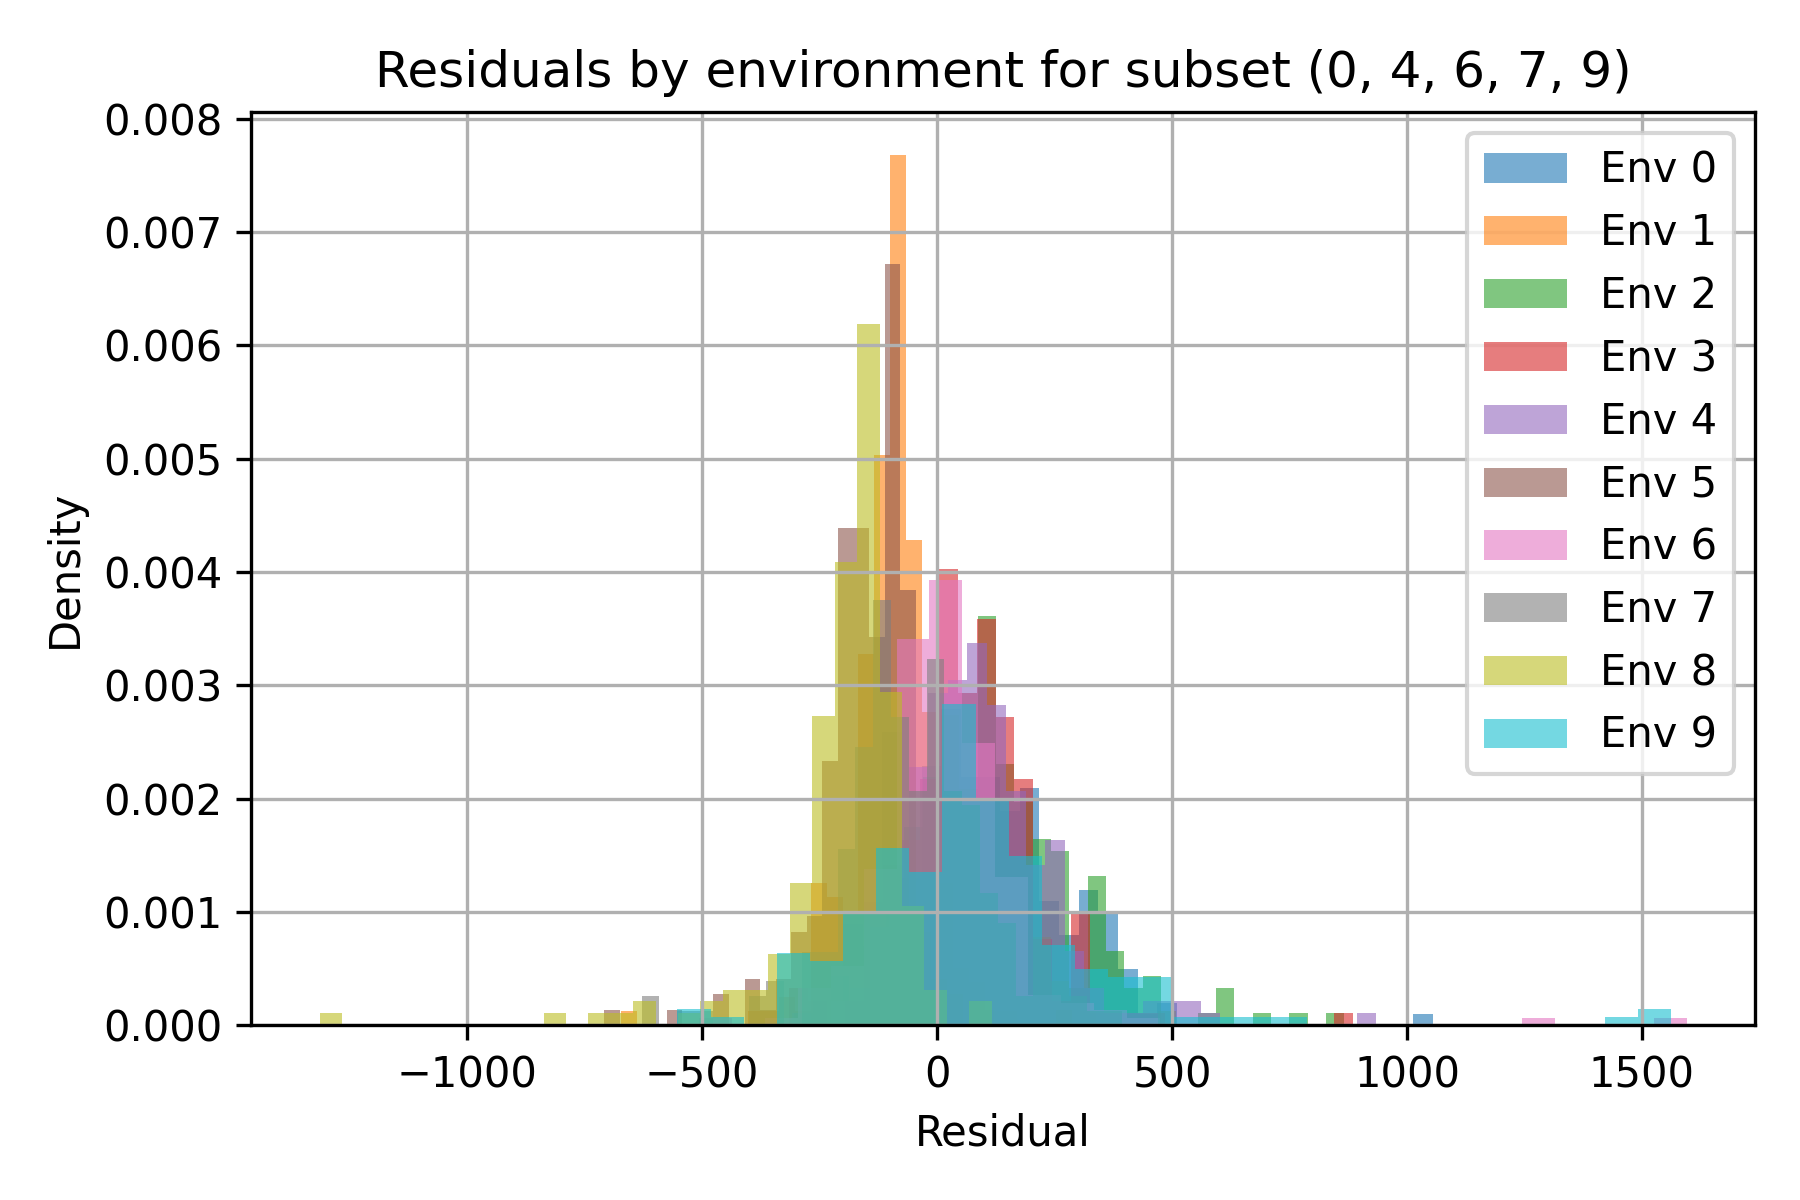 Residuals by environment for subset (0, 4, 6, 7, 9)
0.008
0.007
0.006
0.005
0.004
0.003
0.002
0.001
0.000
Density
−1000
−500
0
500
1000
1500
Residual
Env 0
Env 1
Env 2
Env 3
Env 4
Env 5
Env 6
Env 7
Env 8
Env 9